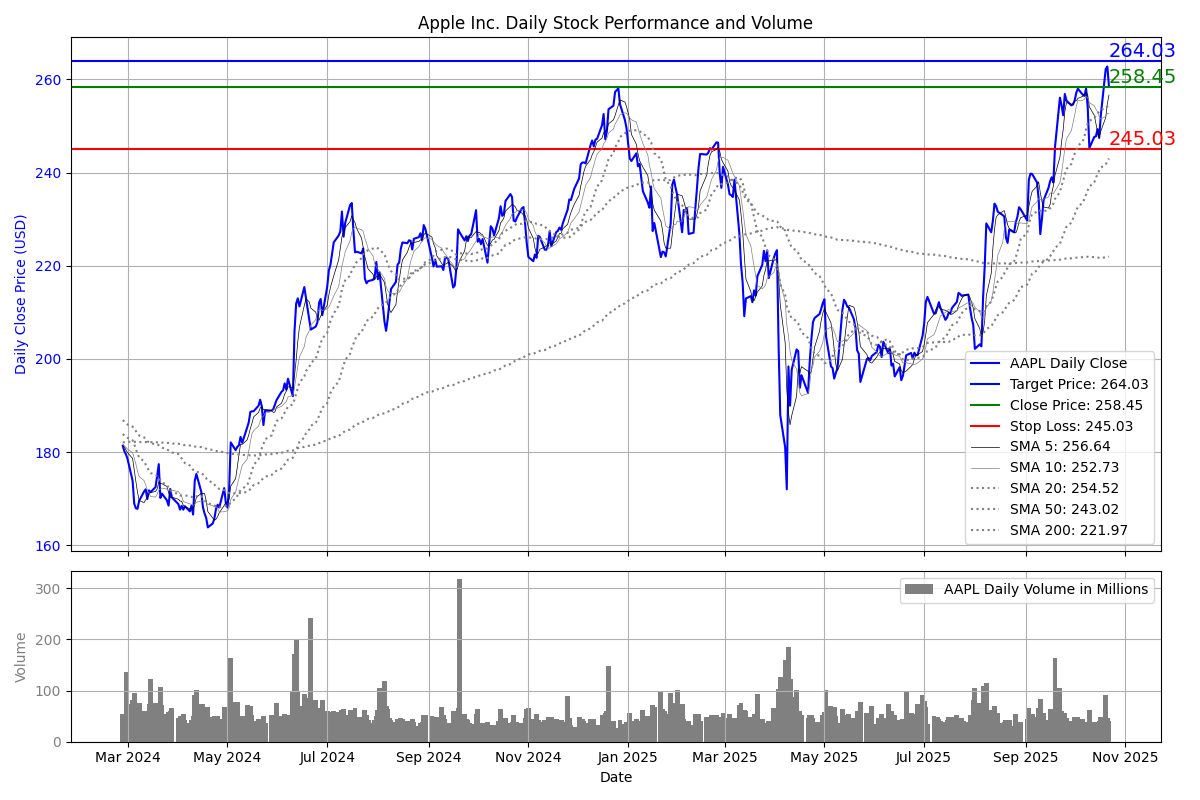 Apple Inc. Daily Stock Performance and Volume
Daily Close Price (USD)
260
240
220
200
180
160
264.03
258.45
245.03
AAPL Daily Close
Target Price: 264.03
Close Price: 258.45
Stop Loss: 245.03
SMA 5: 256.64
SMA 10: 252.73
SMA 20: 254.52
SMA 50: 243.02
SMA 200: 221.97
Volume
300
200
100
0
AAPL Daily Volume in Millions
Mar 2024 May 2024 Jul 2024 Sep 2024 Nov 2024 Jan 2025 Mar 2025 May 2025 Jul 2025 Sep 2025 Nov 2025
Date